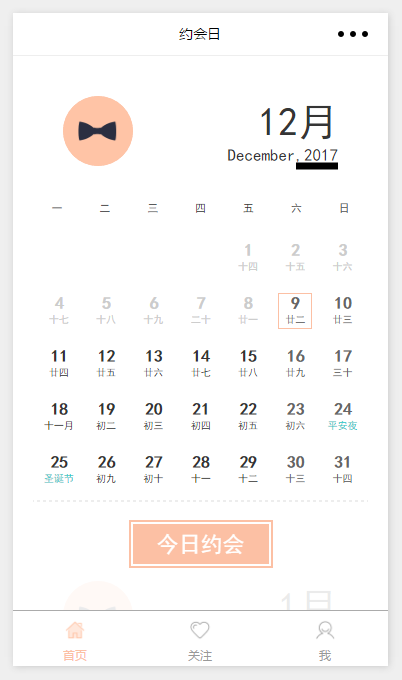 约会日
12月
December,2017
一 二 三 四 五 六 日
1 2 3
十四 十五 十六
4 5 6 7 8 9 10
十七 十八 十九 二十 廿一 廿二 廿三
11 12 13 14 15 16 17
廿四 廿五 廿六 廿七 廿八 廿九 三十
18 19 20 21 22 23 24
十一月 初二 初三 初四 初五 初六 平安夜
25 26 27 28 29 30 31
圣诞节 初九 初十 十一 十二 十三 十四
今日约会
1月
首页 关注 我